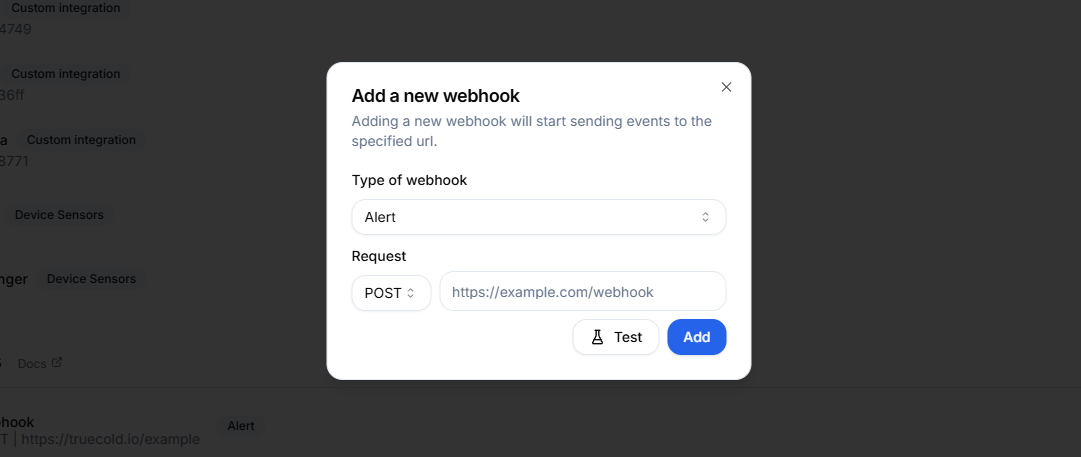 Custom integration
4749
Custom integration
36ff
a Custom integration
8771
Device Sensors
nger Device Sensors
Docs
hook
T | https://truecold.io/example
Alert
Add a new webhook
Adding a new webhook will start sending events to the
specified url.
Type of webhook
Alert
Request
POST
https://example.com/webhook
Test
Add